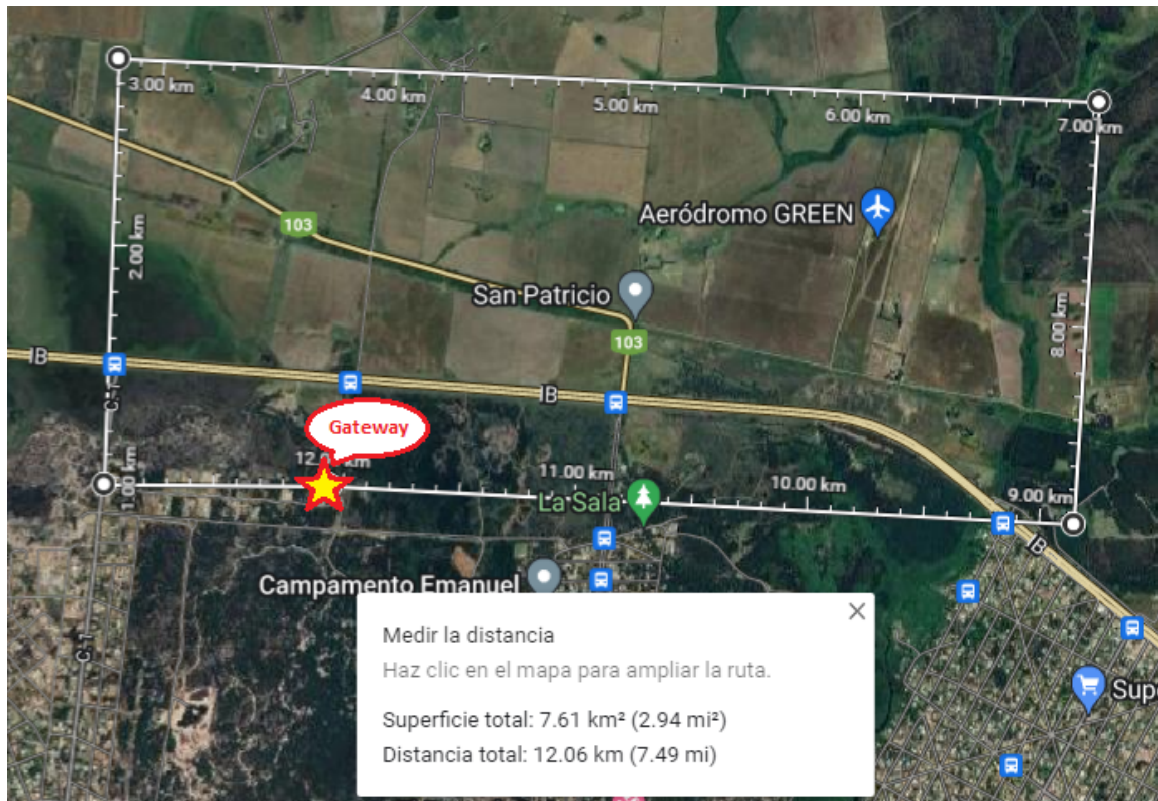 3.00 km
4.00 km
5.00 km
6.00 km
7.00 km
103
Aeródromo GREEN
2.00 km
San Patricio
103
8.00 km
IB
IB
Gateway
12.00 km
11.00 km
10.00 km
9.00 km
La Sala
IB
Campamento Emanuel
C. 1
Medir la distancia
Haz clic en el mapa para ampliar la ruta.
Superficie total: 7.61 km² (2.94 mi²)
Distancia total: 12.06 km (7.49 mi)